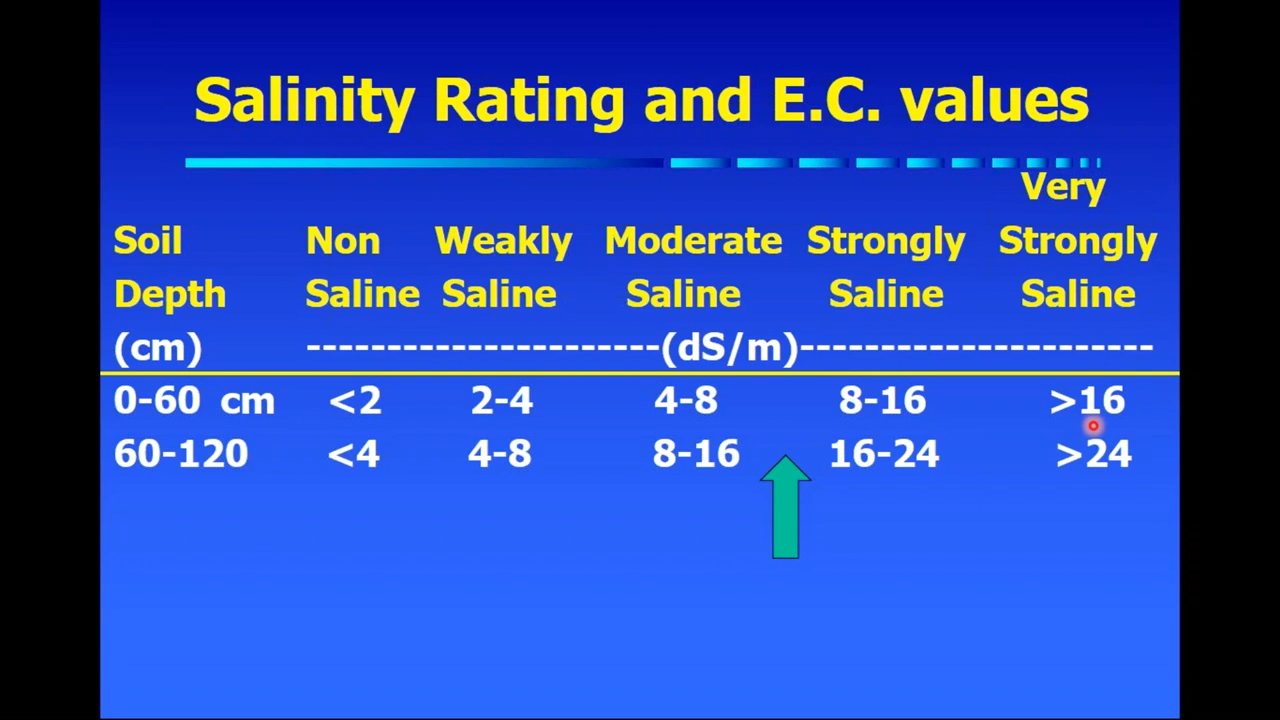 Salinity Rating and E.C. values
Very
Soil Non Weakly Moderate Strongly Strongly
Depth Saline Saline Saline Saline Saline
(cm) ----------------------(dS/m)----------------------
0-60 cm <2 2-4 4-8 8-16 >16
60-120 <4 4-8 8-16 16-24 >24